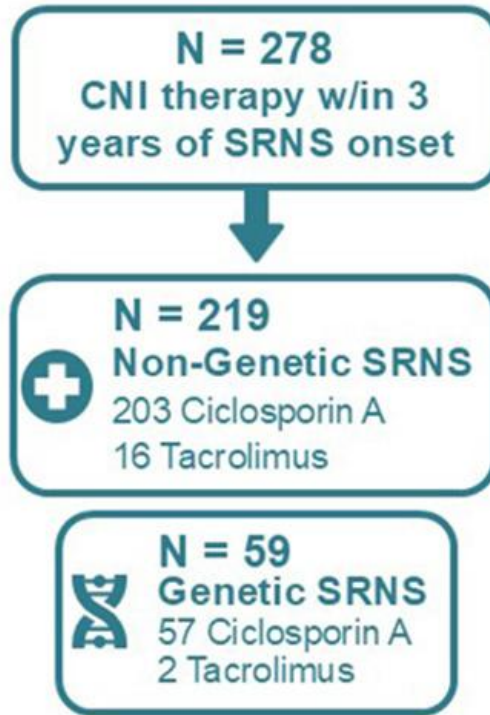 N = 278
CNI therapy w/in 3
years of SRNS onset
N = 219
Non-Genetic SRNS
203 Ciclosporin A
16 Tacrolimus
N = 59
Genetic SRNS
57 Ciclosporin A
2 Tacrolimus